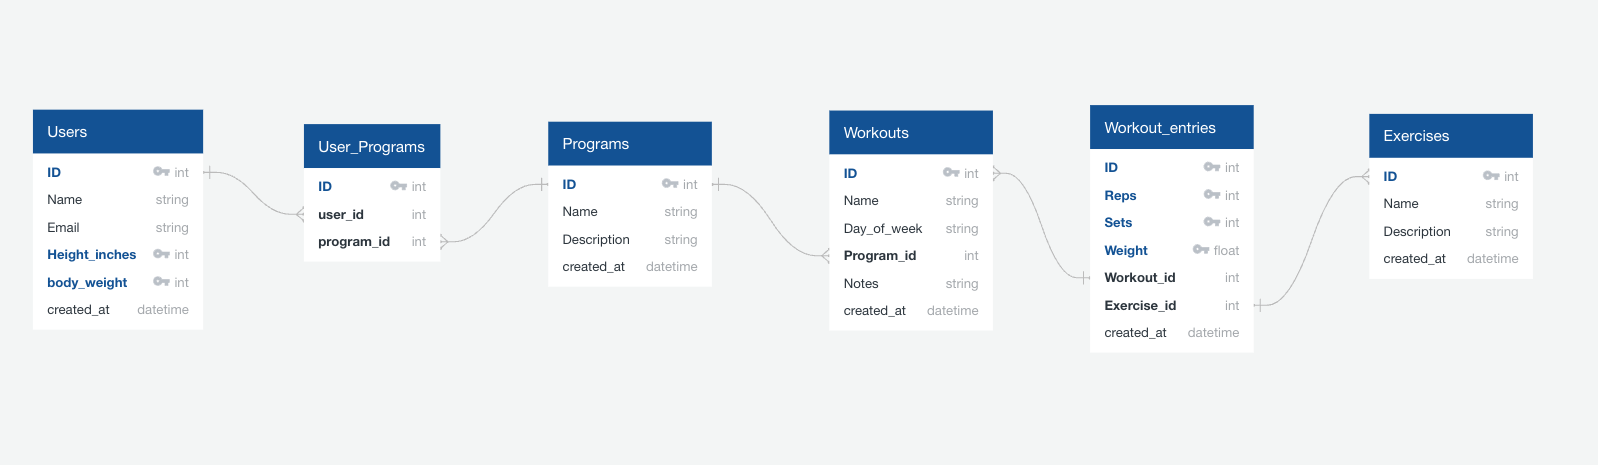 Users
ID int
Name string
Email string
Height_inches int
body_weight int
created_at datetime
User_Programs
ID int
user_id int
program_id int
Programs
ID int
Name string
Description string
created_at datetime
Workouts
ID int
Name string
Day_of_week string
Program_id int
Notes string
created_at datetime
Workout_entries
ID int
Reps int
Sets int
Weight float
Workout_id int
Exercise_id int
created_at datetime
Exercises
ID int
Name string
Description string
created_at datetime